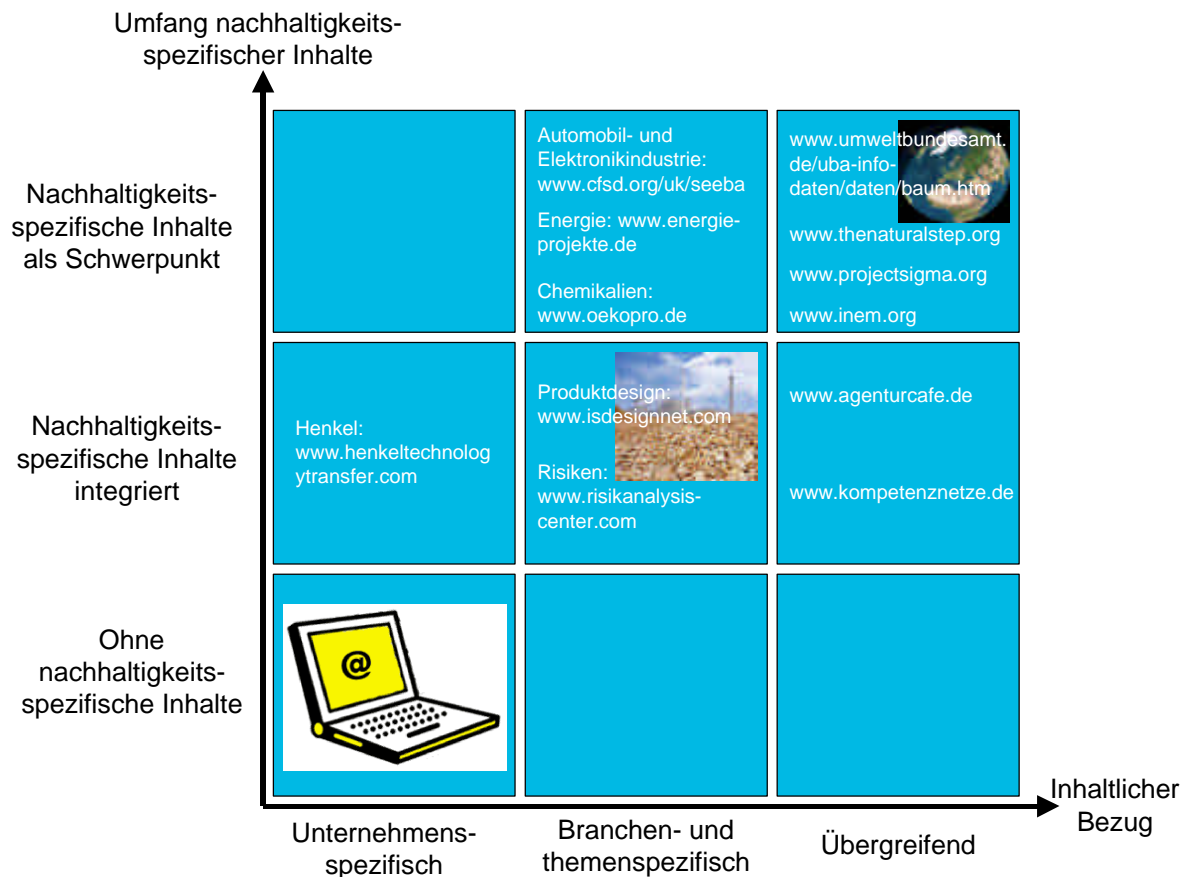 Umfang nachhaltigkeits-
spezifischer Inhalte
Nachhaltigkeits-
spezifische Inhalte
als Schwerpunkt
Automobil- und
Elektronikindustrie:
www.cfsd.org/uk/seeba
Energie: www.energie-
projekte.de
Chemikalien:
www.oekopro.de
www.umweltbundesamt.
de/uba-info-
daten/daten/baum.htm
www.thenaturalstep.org
www.projectsigma.org
www.inem.org
Nachhaltigkeits-
spezifische Inhalte
integriert
Henkel:
www.henkeltechnolog
ytransfer.com
Produktdesign:
www.isdesignnet.com
Risiken:
www.risikanalysis-
center.com
www.agenturcafe.de
www.kompetenznetze.de
Ohne
nachhaltigkeits-
spezifische Inhalte
@
Inhaltlicher
Bezug
Unternehmens-
spezifisch
Branchen- und
themenspezifisch
Übergreifend